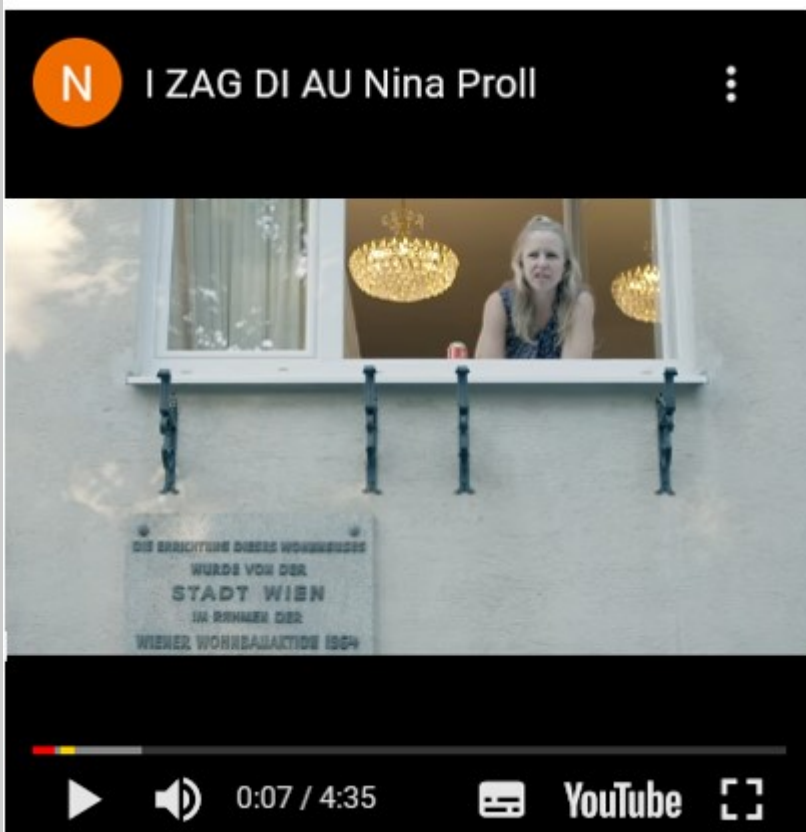 N
I ZAG DI AU Nina Proll
DIE ERRICHTUNG DIESES WOHNHAUSES
WURDE VON DER
STADT WIEN
IM RAHMEN DER
WIENER WOHNBAUAKTION 1964
0:07 / 4:35
YouTube